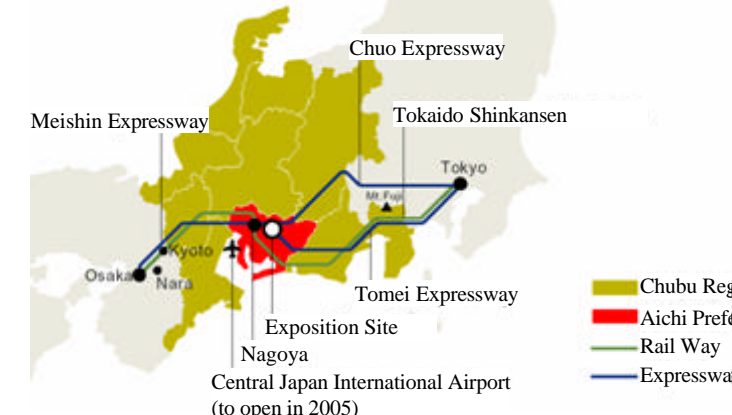 Chuo Expressway
Tokaido Shinkansen
Meishin Expressway
Tokyo
Mt. Fuji
Kyoto
Osaka
Nara
Tomei Expressway
Exposition Site
Nagoya
Central Japan International Airport
(to open in 2005)
Chubu Reg
Aichi Prefe
Rail Way
Expresswa